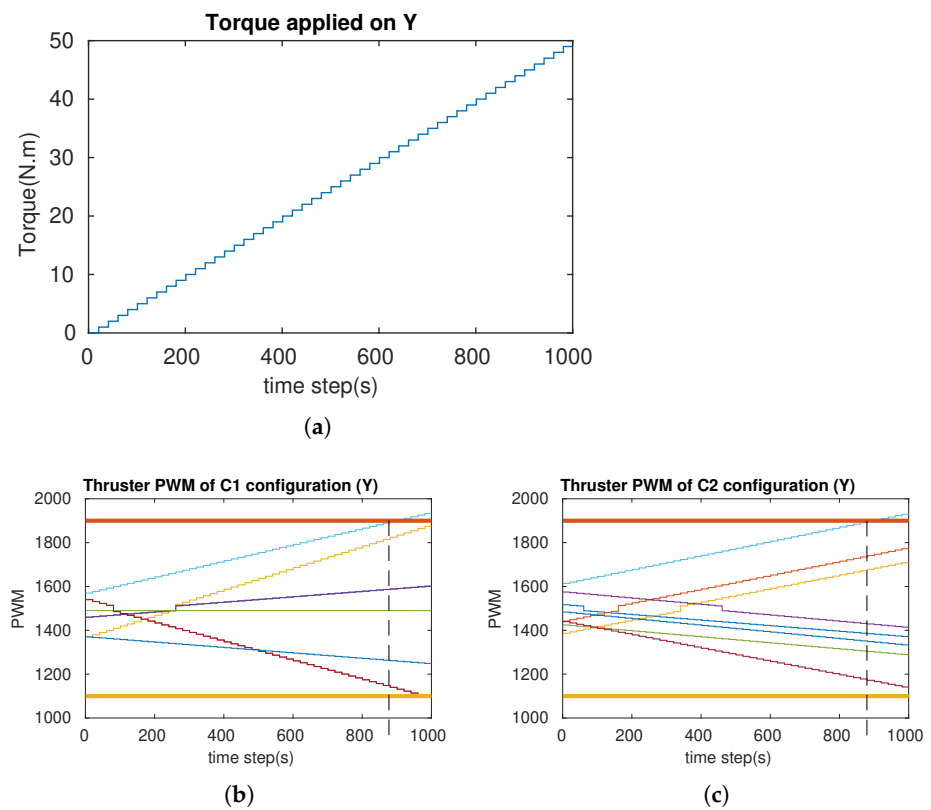 Torque applied on Y
Torque(N.m)
50
40
30
20
10
0
0 200 400 600 800 1000
time step(s)
(a)
Thruster PWM of C1 configuration (Y)
PWM
2000
1800
1600
1400
1200
1000
0 200 400 600 800 1000
time step(s)
(b)
Thruster PWM of C2 configuration (Y)
PWM
2000
1800
1600
1400
1200
1000
0 200 400 600 800 1000
time step(s)
(c)